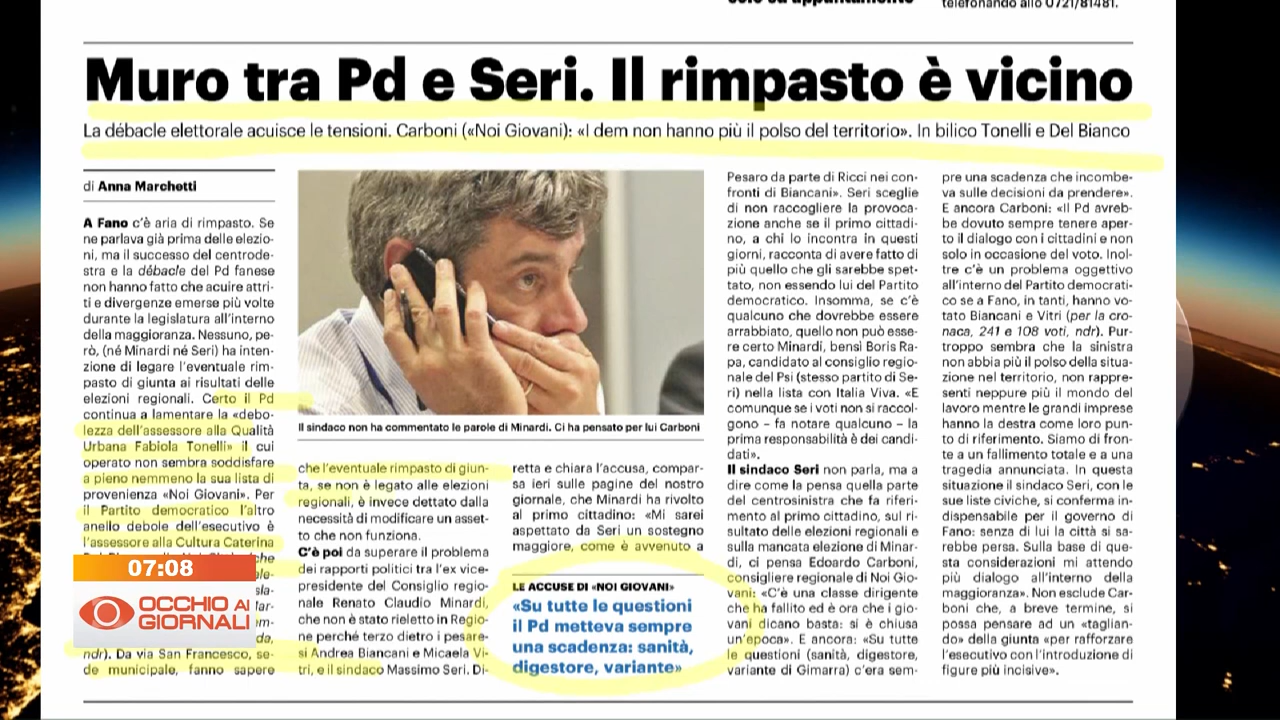 telefonando allo 0721/81481.
Muro tra Pd e Seri. Il rimpasto è vicino
La débacle elettorale acuisce le tensioni. Carboni («Noi Giovani): «I dem non hanno più il polso del territorio». In bilico Tonelli e Del Bianco
di Anna Marchetti
A Fano c'è aria di rimpasto. Se
ne parlava già prima delle elezio-
ni, ma il successo del centrode-
stra e la débacle del Pd fanese
non hanno fatto che acuire attri-
ti e divergenze emerse più volte
durante la legislatura all'interno
della maggioranza. Nessuno, pe-
rò, (né Minardi né Seri) ha inten-
zione di legare l'eventuale rim-
pasto di giunta ai risultati delle
elezioni regionali. Certo il Pd
continua a lamentare la «debo-
lezza dell'assessore alla Qualità
Urbana Fabiola Tonelli» il cui
operato non sembra soddisfare
a pieno nemmeno la sua lista di
provenienza «Noi Giovani». Per
il Partito democratico l'altro
anello debole dell'esecutivo è
l'assessore alla Cultura Caterina
ndr). Da via San Francesco, se-
de municipale, fanno sapere
Il sindaco non ha commentato le parole di Minardi. Ci ha pensato per lui Carboni
che l'eventuale rimpasto di giun-
ta, se non è legato alle elezioni
regionali, è invece dettato dalla
necessità di modificare un asset-
to che non funziona.
C'è poi da superare il problema
dei rapporti politici tra l'ex vice-
presidente del Consiglio regio-
nale Renato Claudio Minardi,
che non è stato rieletto in Regio-
ne perché terzo dietro i pesare-
si Andrea Biancani e Micaela Vi-
tri, e il sindaco Massimo Seri. Di-
retta e chiara l'accusa, compar-
sa ieri sulle pagine del nostro
giornale, che Minardi ha rivolto
al primo cittadino: «Mi sarei
aspettato da Seri un sostegno
maggiore, come è avvenuto a
LE ACCUSE DI «NOI GIOVANI»
«Su tutte le questioni
il Pd metteva sempre
una scadenza: sanità,
digestore, variante»
Pesaro da parte di Ricci nei con-
fronti di Biancani». Seri sceglie
di non raccogliere la provoca-
zione anche se il primo cittadi-
no, a chi lo incontra in questi
giorni, racconta di avere fatto di
più quello che gli sarebbe spet-
tato, non essendo lui del Partito
democratico. Insomma, se c'è
qualcuno che dovrebbe essere
arrabbiato, quello non può esse-
re certo Minardi, bensì Boris Ra-
pa, candidato al consiglio regio-
nale del Psi (stesso partito di Se-
ri) nella lista con Italia Viva. «E
comunque se i voti non si raccol-
gono – fa notare qualcuno – la
prima responsabilità è dei candi-
dati».
Il sindaco Seri non parla, ma a
dire come la pensa quella parte
del centrosinistra che fa riferi-
mento al primo cittadino, sul ri-
sultato delle elezioni regionali e
sulla mancata elezione di Minar-
di, ci pensa Edoardo Carboni,
consigliere regionale di Noi Gio-
vani: «C'è una classe dirigente
che ha fallito ed è ora che i gio-
vani dicano basta: si è chiusa
un'epoca». E ancora: «Su tutte
le questioni (sanità, digestore,
variante di Gimarra) c'era sem-
pre una scadenza che incombe-
va sulle decisioni da prendere».
E ancora Carboni: «Il Pd avreb-
be dovuto sempre tenere aper-
to il dialogo con i cittadini e non
solo in occasione del voto. Inol-
tre c'è un problema oggettivo
all'interno del Partito democrati-
co se a Fano, in tanti, hanno vo-
tato Biancani e Vitri (per la cro-
naca, 241 e 108 voti, ndr). Pur-
troppo sembra che la sinistra
non abbia più il polso della situa-
zione nel territorio, non rappre-
senti neppure più il mondo del
lavoro mentre le grandi imprese
hanno la destra come loro pun-
to di riferimento. Siamo di fron-
te a un fallimento totale e a una
tragedia annunciata. In questa
situazione il sindaco Seri, con le
sue liste civiche, si conferma in-
dispensabile per il governo di
Fano: senza di lui la città si sa-
rebbe persa. Sulla base di que-
sta considerazioni mi attendo
più dialogo all'interno della
maggioranza». Non esclude Car-
boni che, a breve termine, si
possa pensare ad un «taglian-
do» della giunta «per rafforzare
l'esecutivo con l'introduzione di
figure più incisive».
07:08
OCCHIO AI
GIORNALI